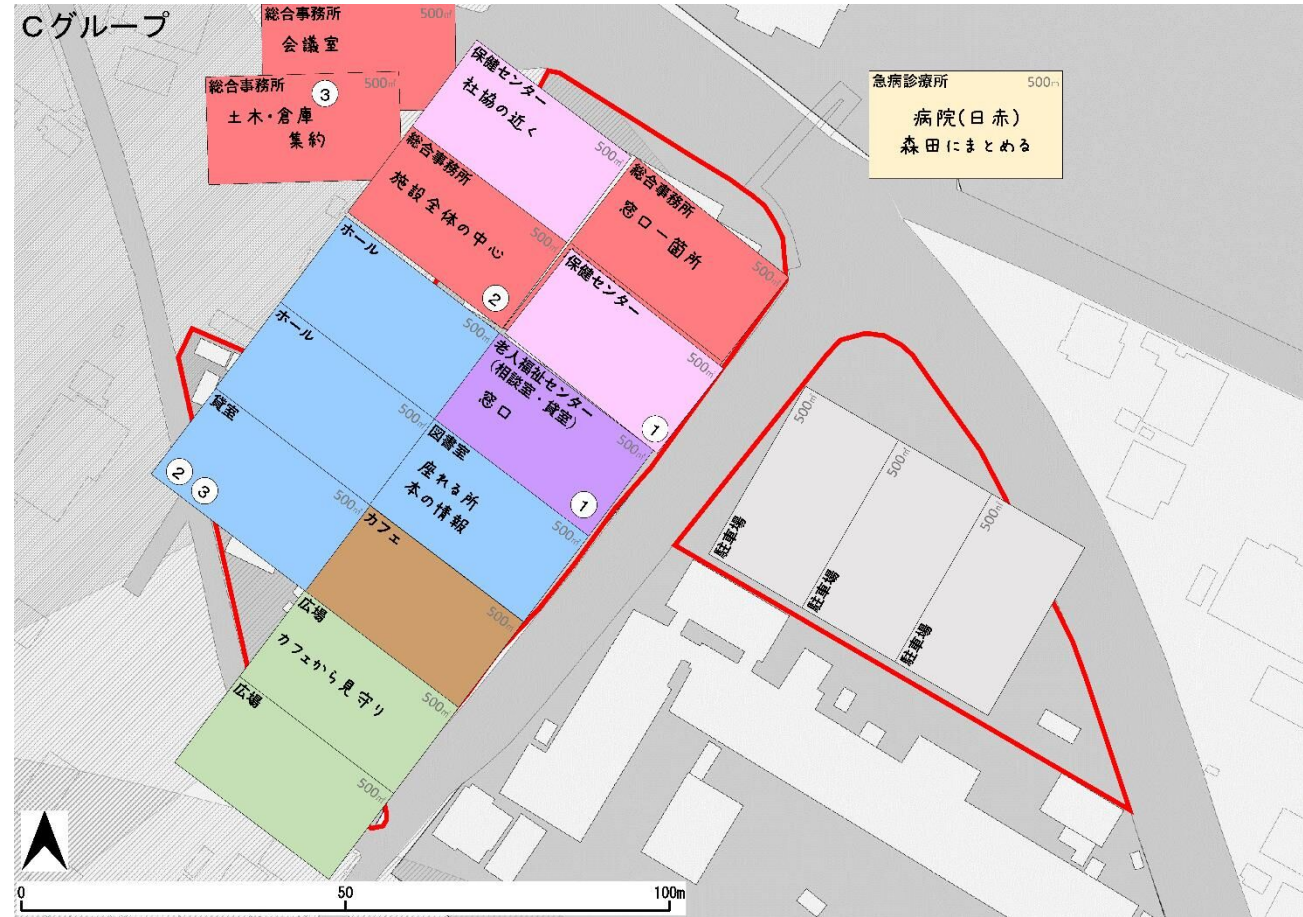 Cグループ
総合事務所 500㎡
会議室
総合事務所 500㎡
③
土木・倉庫
集約
保健センター
社協の近く
500㎡
総合事務所
施設全体の中心
500㎡
②
総合事務所
窓口一箇所
500㎡
保健センター
500㎡
①
ホール
500㎡
ホール
500㎡
貸室
500㎡
② ③
老人福祉センター
(相談室・貸室)
窓口
500㎡
①
図書室
座れる所
本の情報
500㎡
カフェ
500㎡
広場
カフェから見守り
500㎡
広場
500㎡
急病診療所 500㎡
病院(日赤)
森田にまとめる
500㎡
駐車場
500㎡
駐車場
500㎡
駐車場
0 50 100m